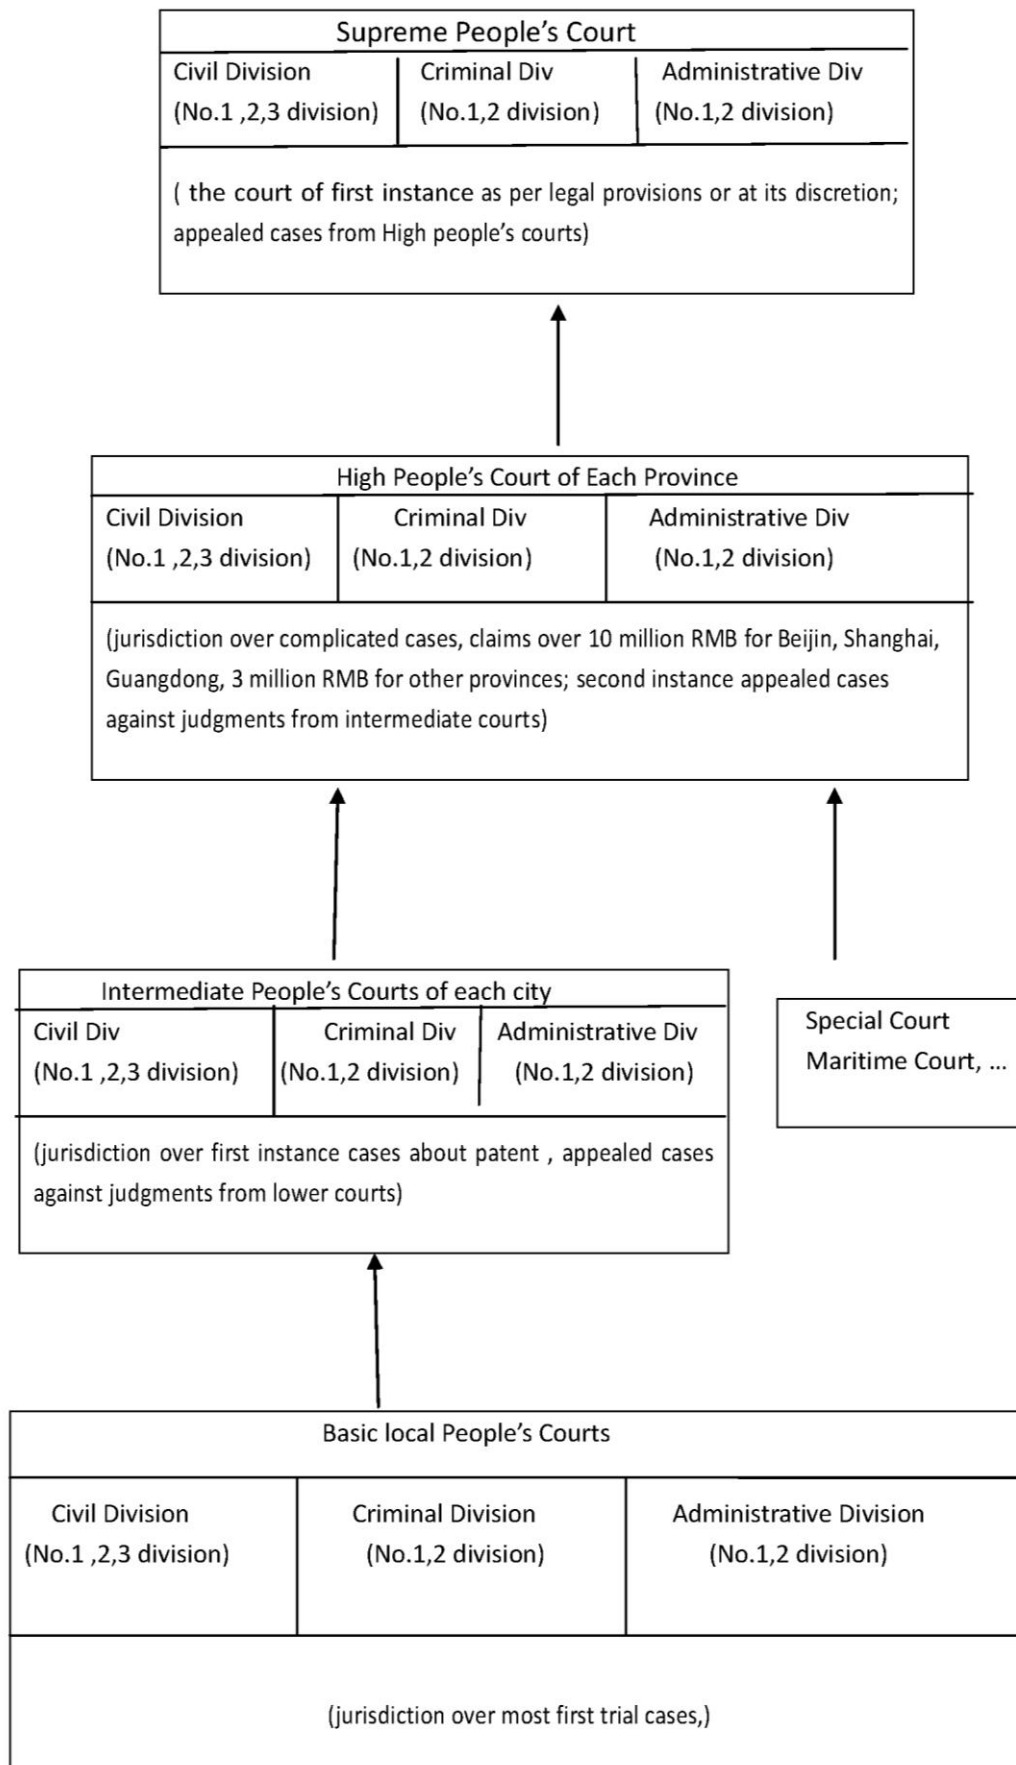 Supreme People’s Court
Civil Division
(No.1 ,2,3 division)
Criminal Div
(No.1,2 division)
Administrative Div
(No.1,2 division)
( the court of first instance as per legal provisions or at its discretion;
appealed cases from High people’s courts)
High People’s Court of Each Province
Civil Division
(No.1 ,2,3 division)
Criminal Div
(No.1,2 division)
Administrative Div
(No.1,2 division)
(jurisdiction over complicated cases, claims over 10 million RMB for Beijin, Shanghai,
Guangdong, 3 million RMB for other provinces; second instance appealed cases
against judgments from intermediate courts)
Intermediate People’s Courts of each city
Civil Div
(No.1 ,2,3 division)
Criminal Div
(No.1,2 division)
Administrative Div
(No.1,2 division)
(jurisdiction over first instance cases about patent , appealed cases
against judgments from lower courts)
Special Court
Maritime Court, ...
Basic local People’s Courts
Civil Division
(No.1 ,2,3 division)
Criminal Division
(No.1,2 division)
Administrative Division
(No.1,2 division)
(jurisdiction over most first trial cases,)